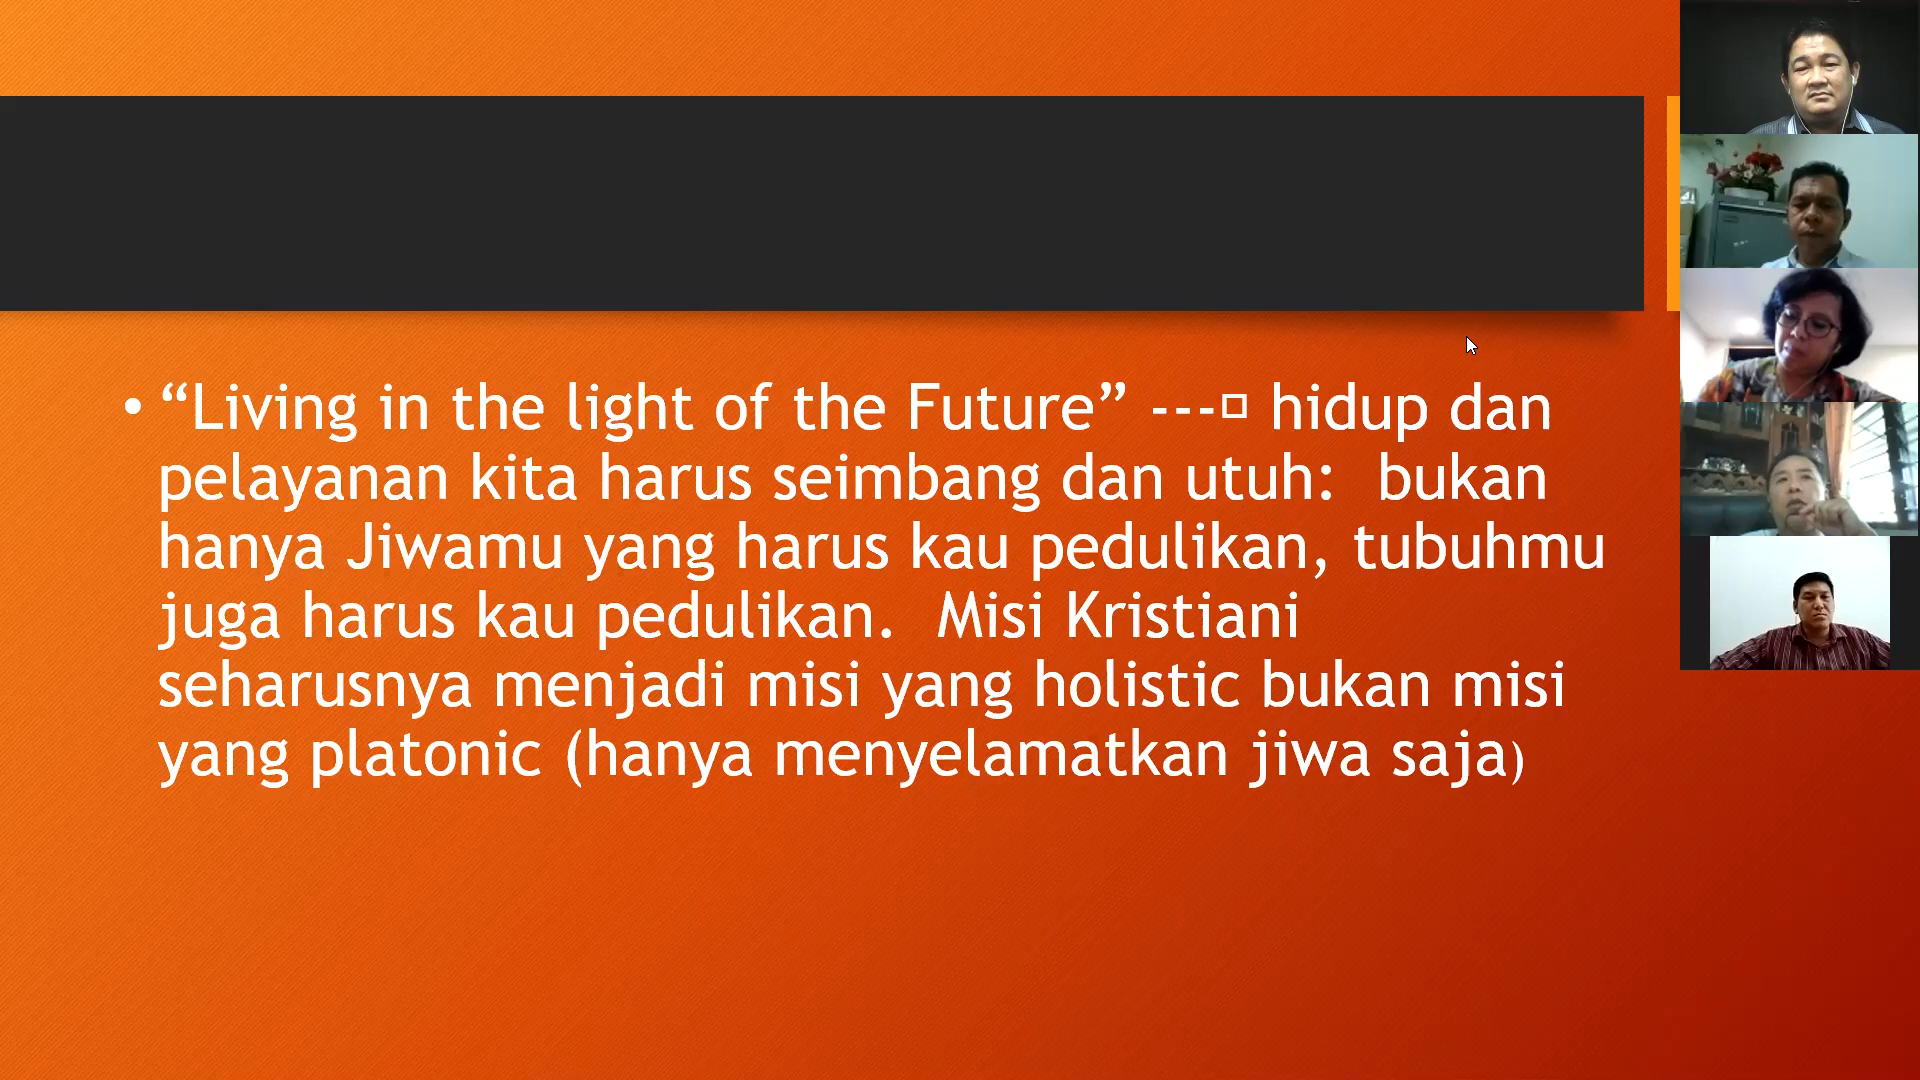 • “Living in the light of the Future” ---□ hidup dan
pelayanan kita harus seimbang dan utuh:  bukan
hanya Jiwamu yang harus kau pedulikan, tubuhmu
juga harus kau pedulikan.  Misi Kristiani
seharusnya menjadi misi yang holistic bukan misi
yang platonic (hanya menyelamatkan jiwa saja)